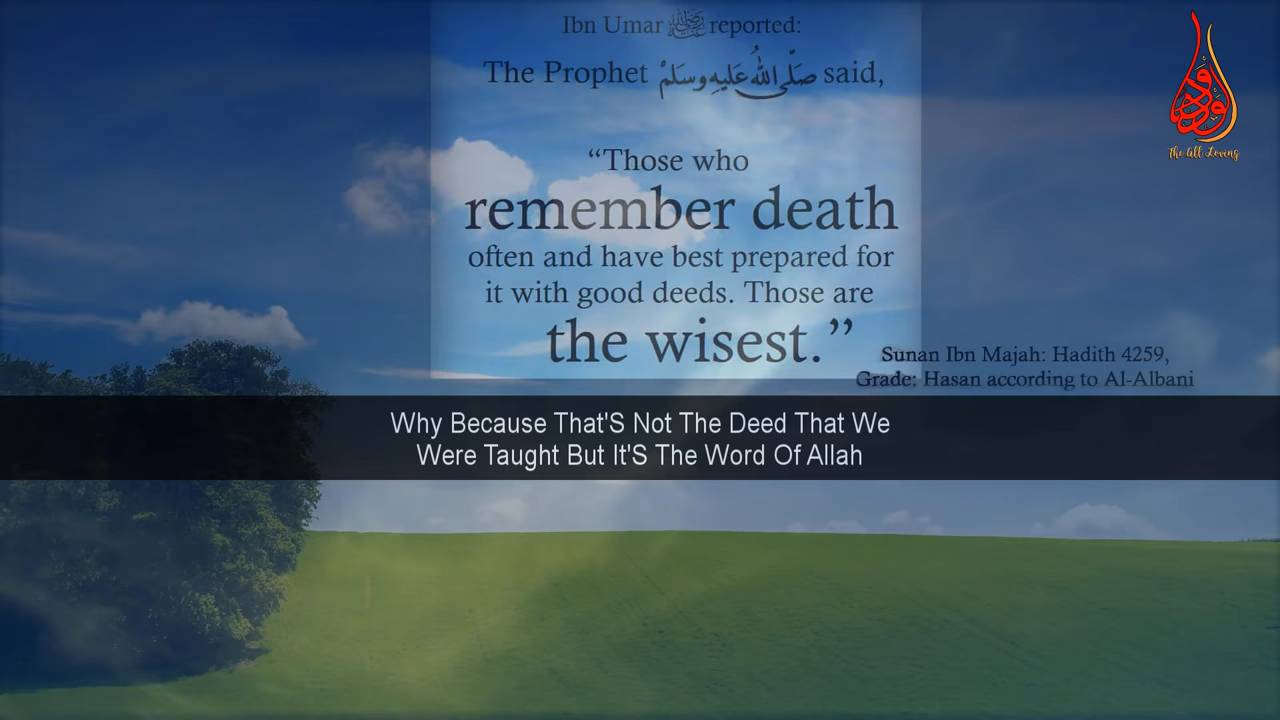 Ibn Umar رضي الله عنه reported:
The Prophet صَلَّى اللهُ عَلَيهِ وسَلَّمْ said,
“Those who
remember death
often and have best prepared for
it with good deeds. Those are
the wisest.”
Sunan Ibn Majah: Hadith 4259,
Grade: Hasan according to Al-Albani
Why Because That'S Not The Deed That We
Were Taught But It'S The Word Of Allah
The All Loving